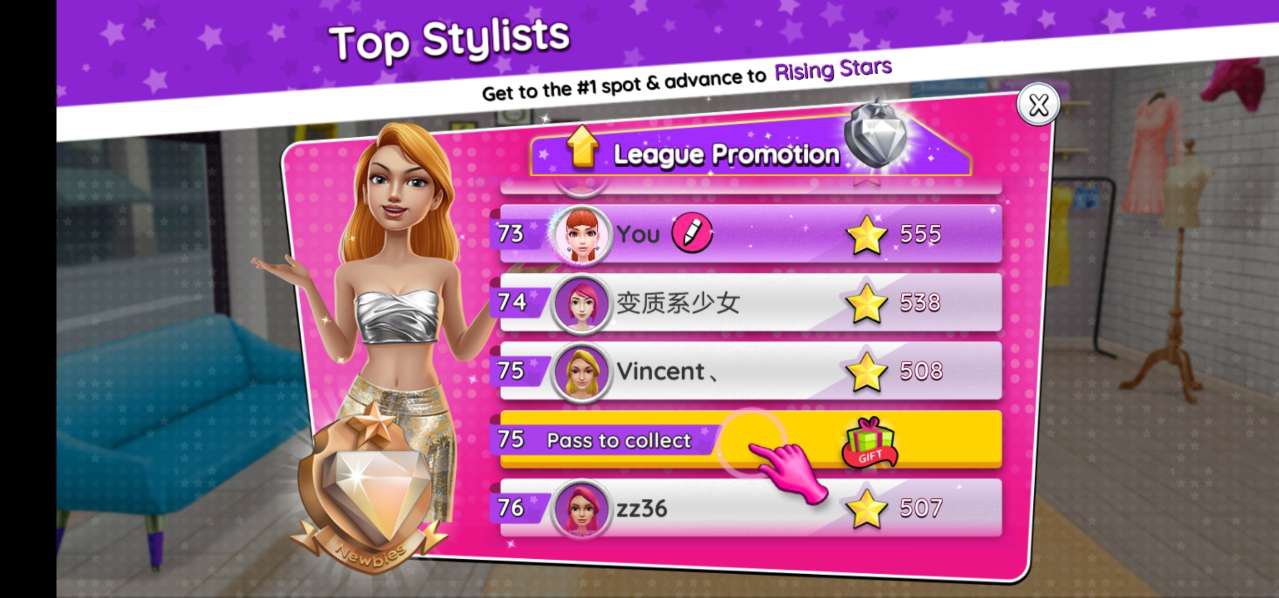 Top Stylists
Get to the #1 spot & advance to Rising Stars
X
League Promotion
73 You 555
74 变质系少女 538
75 Vincent、 508
75 Pass to collect GIFT
76 zz36 507
Newbies